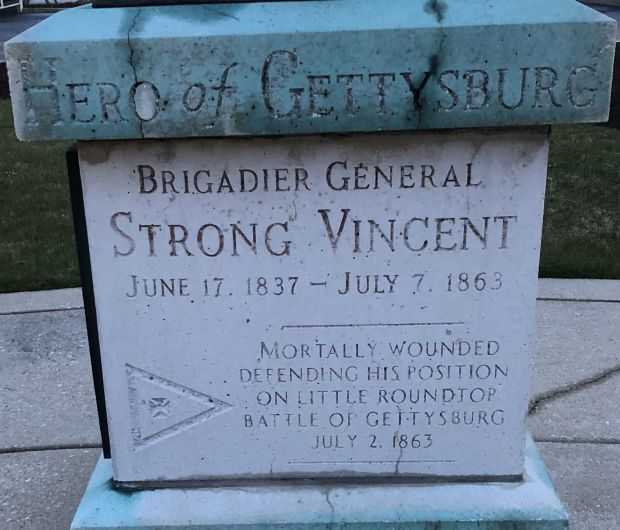 HERO of GETTYSBURG
BRIGADIER GENERAL
STRONG VINCENT
JUNE 17, 1837 – JULY 7, 1863
MORTALLY WOUNDED
DEFENDING HIS POSITION
ON LITTLE ROUNDTOP
BATTLE OF GETTYSBURG
JULY 2, 1863